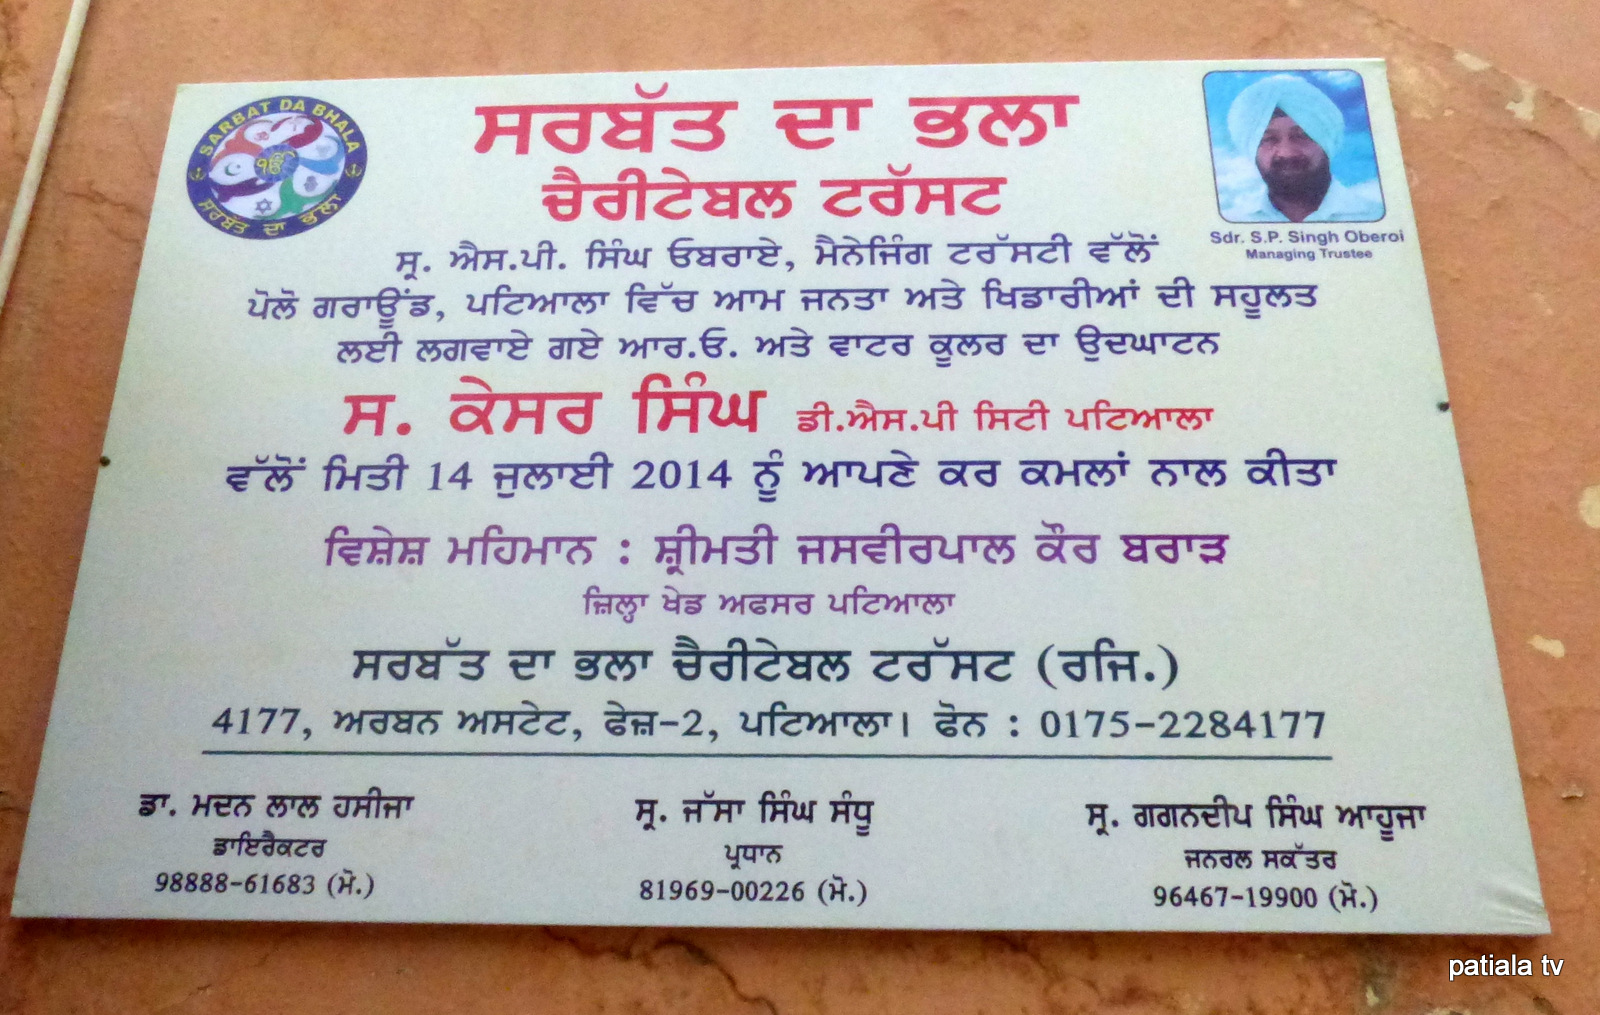 SARBAT DA BHALA
ਸਰਬੱਤ ਦਾ ਭਲਾ
ਸਰਬੱਤ ਦਾ ਭਲਾ
ਚੈਰੀਟੇਬਲ ਟਰੱਸਟ
Sdr. S.P. Singh Oberoi
Managing Trustee
ਸ੍ਰ. ਐਸ.ਪੀ. ਸਿੰਘ ਓਬਰਾਏ, ਮੈਨੇਜਿੰਗ ਟਰੱਸਟੀ ਵੱਲੋਂ
ਪੋਲੋ ਗਰਾਊਂਡ, ਪਟਿਆਲਾ ਵਿੱਚ ਆਮ ਜਨਤਾ ਅਤੇ ਖਿਡਾਰੀਆਂ ਦੀ ਸਹੂਲਤ
ਲਈ ਲਗਵਾਏ ਗਏ ਆਰ.ਓ. ਅਤੇ ਵਾਟਰ ਕੂਲਰ ਦਾ ਉਦਘਾਟਨ
ਸ. ਕੇਸਰ ਸਿੰਘ ਡੀ.ਐਸ.ਪੀ ਸਿਟੀ ਪਟਿਆਲਾ
ਵੱਲੋਂ ਮਿਤੀ 14 ਜੁਲਾਈ 2014 ਨੂੰ ਆਪਣੇ ਕਰ ਕਮਲਾਂ ਨਾਲ ਕੀਤਾ
ਵਿਸ਼ੇਸ਼ ਮਹਿਮਾਨ : ਸ਼੍ਰੀਮਤੀ ਜਸਵੀਰਪਾਲ ਕੌਰ ਬਰਾੜ
ਜ਼ਿਲ੍ਹਾ ਖੇਡ ਅਫਸਰ ਪਟਿਆਲਾ
ਸਰਬੱਤ ਦਾ ਭਲਾ ਚੈਰੀਟੇਬਲ ਟਰੱਸਟ (ਰਜਿ.)
4177, ਅਰਬਨ ਅਸਟੇਟ, ਫੇਜ਼-2, ਪਟਿਆਲਾ। ਫੋਨ : 0175-2284177
ਡਾ. ਮਦਨ ਲਾਲ ਹਸੀਜਾ
ਡਾਇਰੈਕਟਰ
98888-61683 (ਮੋ.)
ਸ੍ਰ. ਜੱਸਾ ਸਿੰਘ ਸੰਧੂ
ਪ੍ਰਧਾਨ
81969-00226 (ਮੋ.)
ਸ੍ਰ. ਗਗਨਦੀਪ ਸਿੰਘ ਆਹੂਜਾ
ਜਨਰਲ ਸਕੱਤਰ
96467-19900 (ਮੋ.)
patiala tv